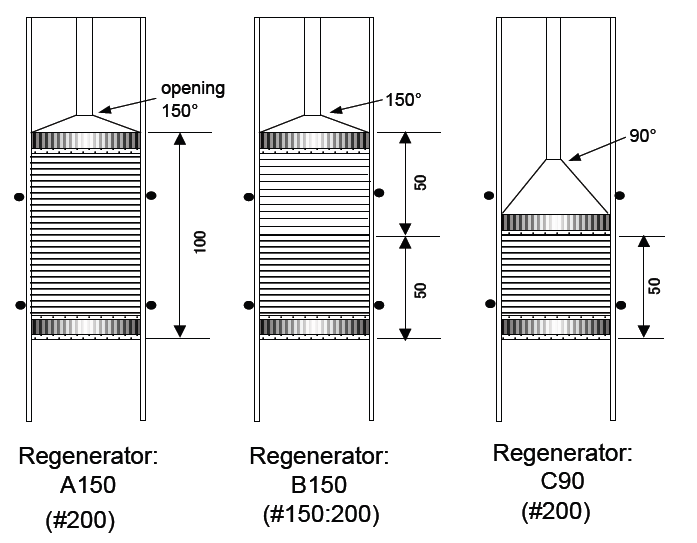 opening
150°
100
Regenerator:
A150
(#200)
150°
50
50
Regenerator:
B150
(#150:200)
90°
50
Regenerator:
C90
(#200)